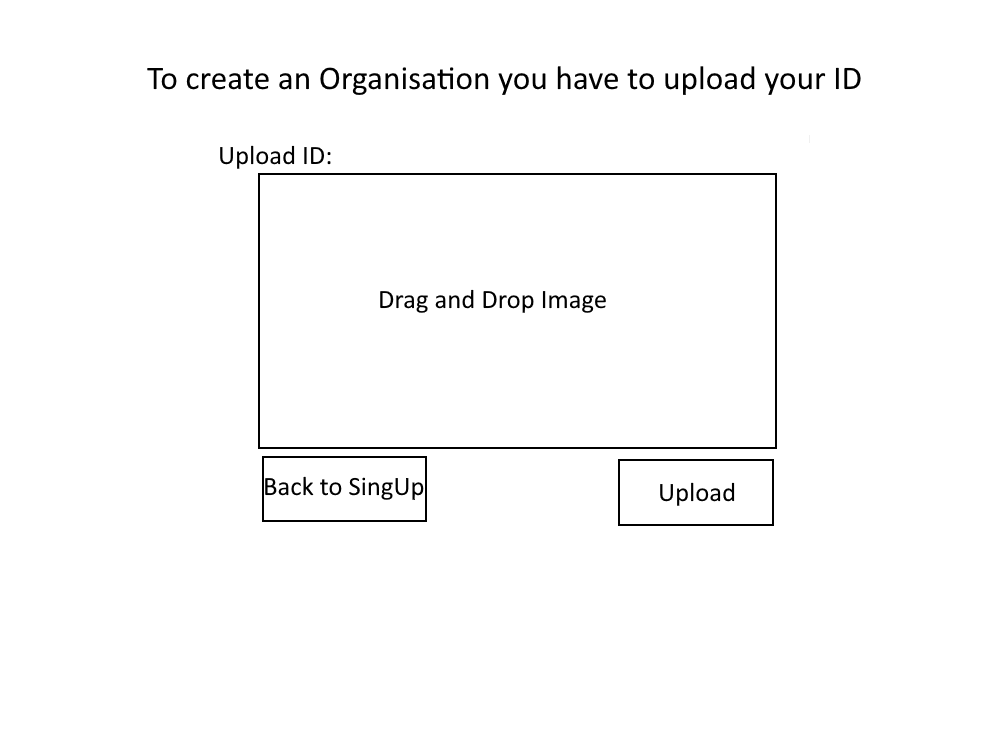 To create an Organisation you have to upload your ID
Upload ID:
Drag and Drop Image
Back to SingUp
Upload